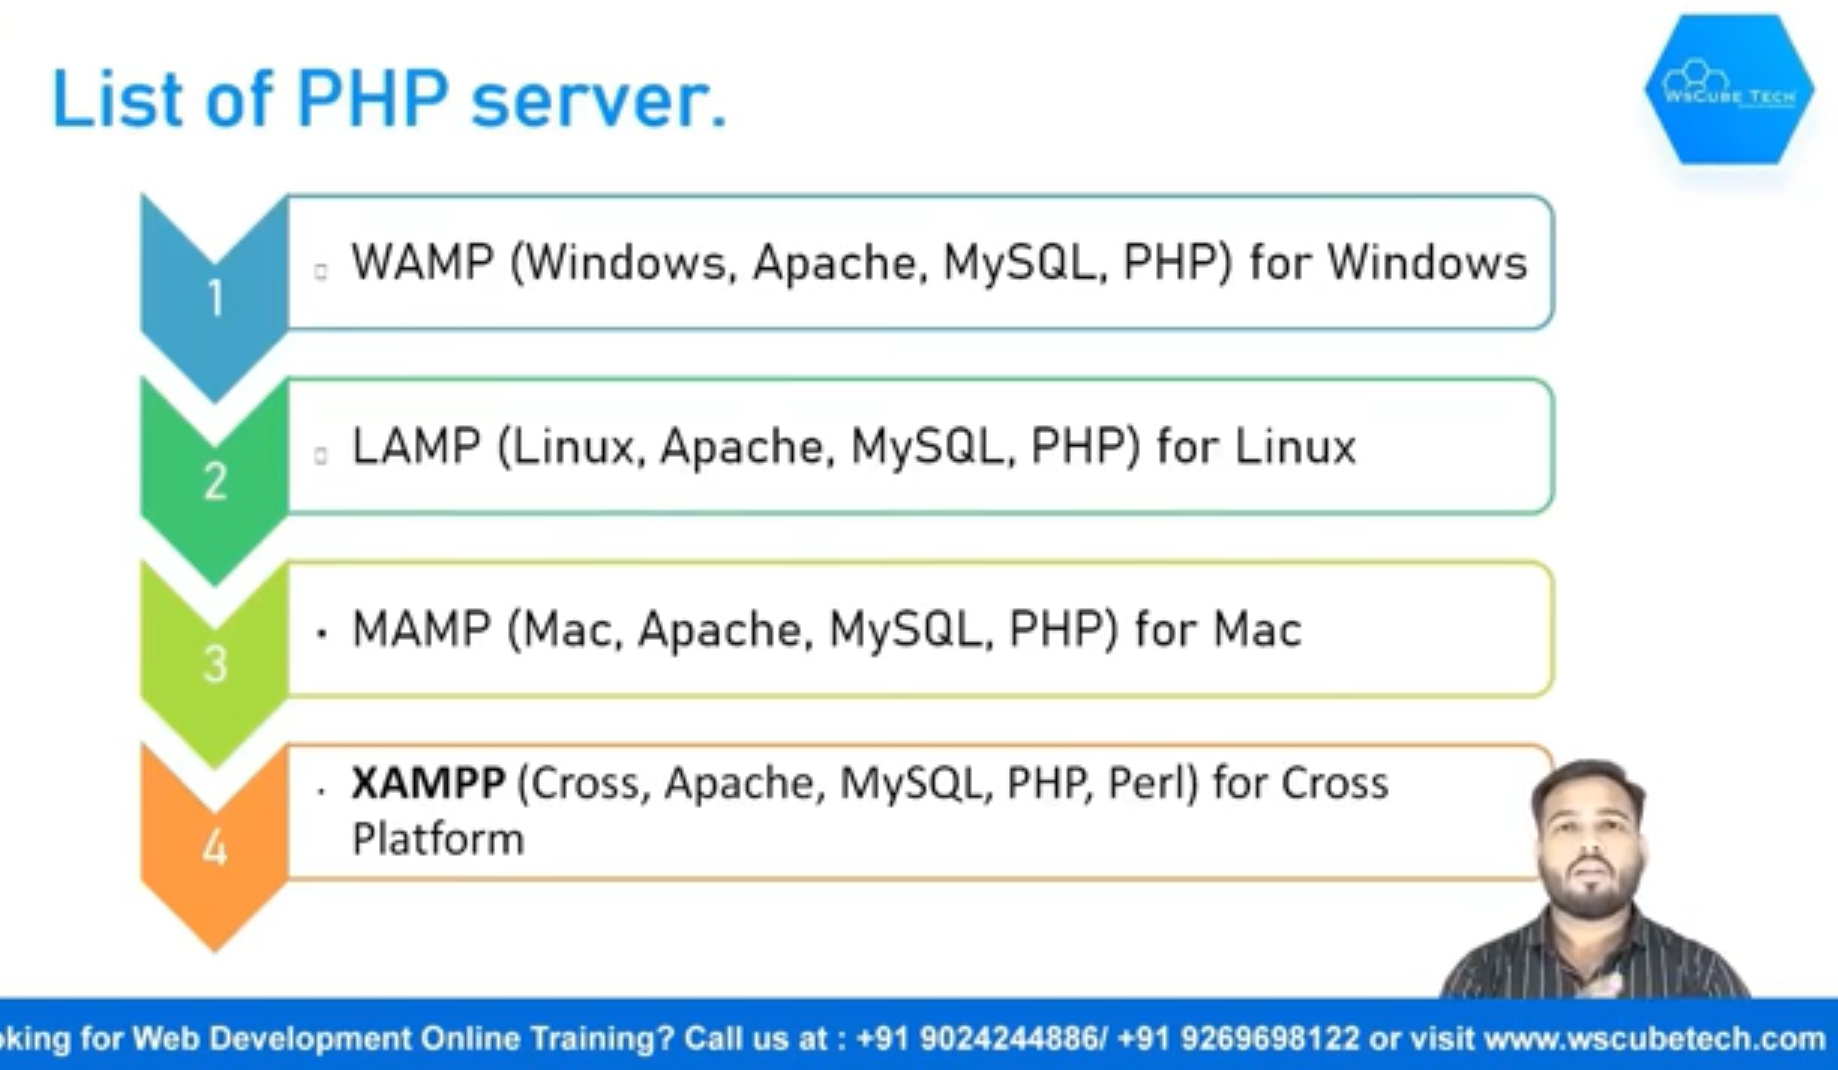 List of PHP server.
WsCube Tech
1
WAMP (Windows, Apache, MySQL, PHP) for Windows
2
LAMP (Linux, Apache, MySQL, PHP) for Linux
3
• MAMP (Mac, Apache, MySQL, PHP) for Mac
4
• XAMPP (Cross, Apache, MySQL, PHP, Perl) for Cross
Platform
for Web Development Online Training? Call us at : +91 9024244886/ +91 9269698122 or visit www.wscubetech.com